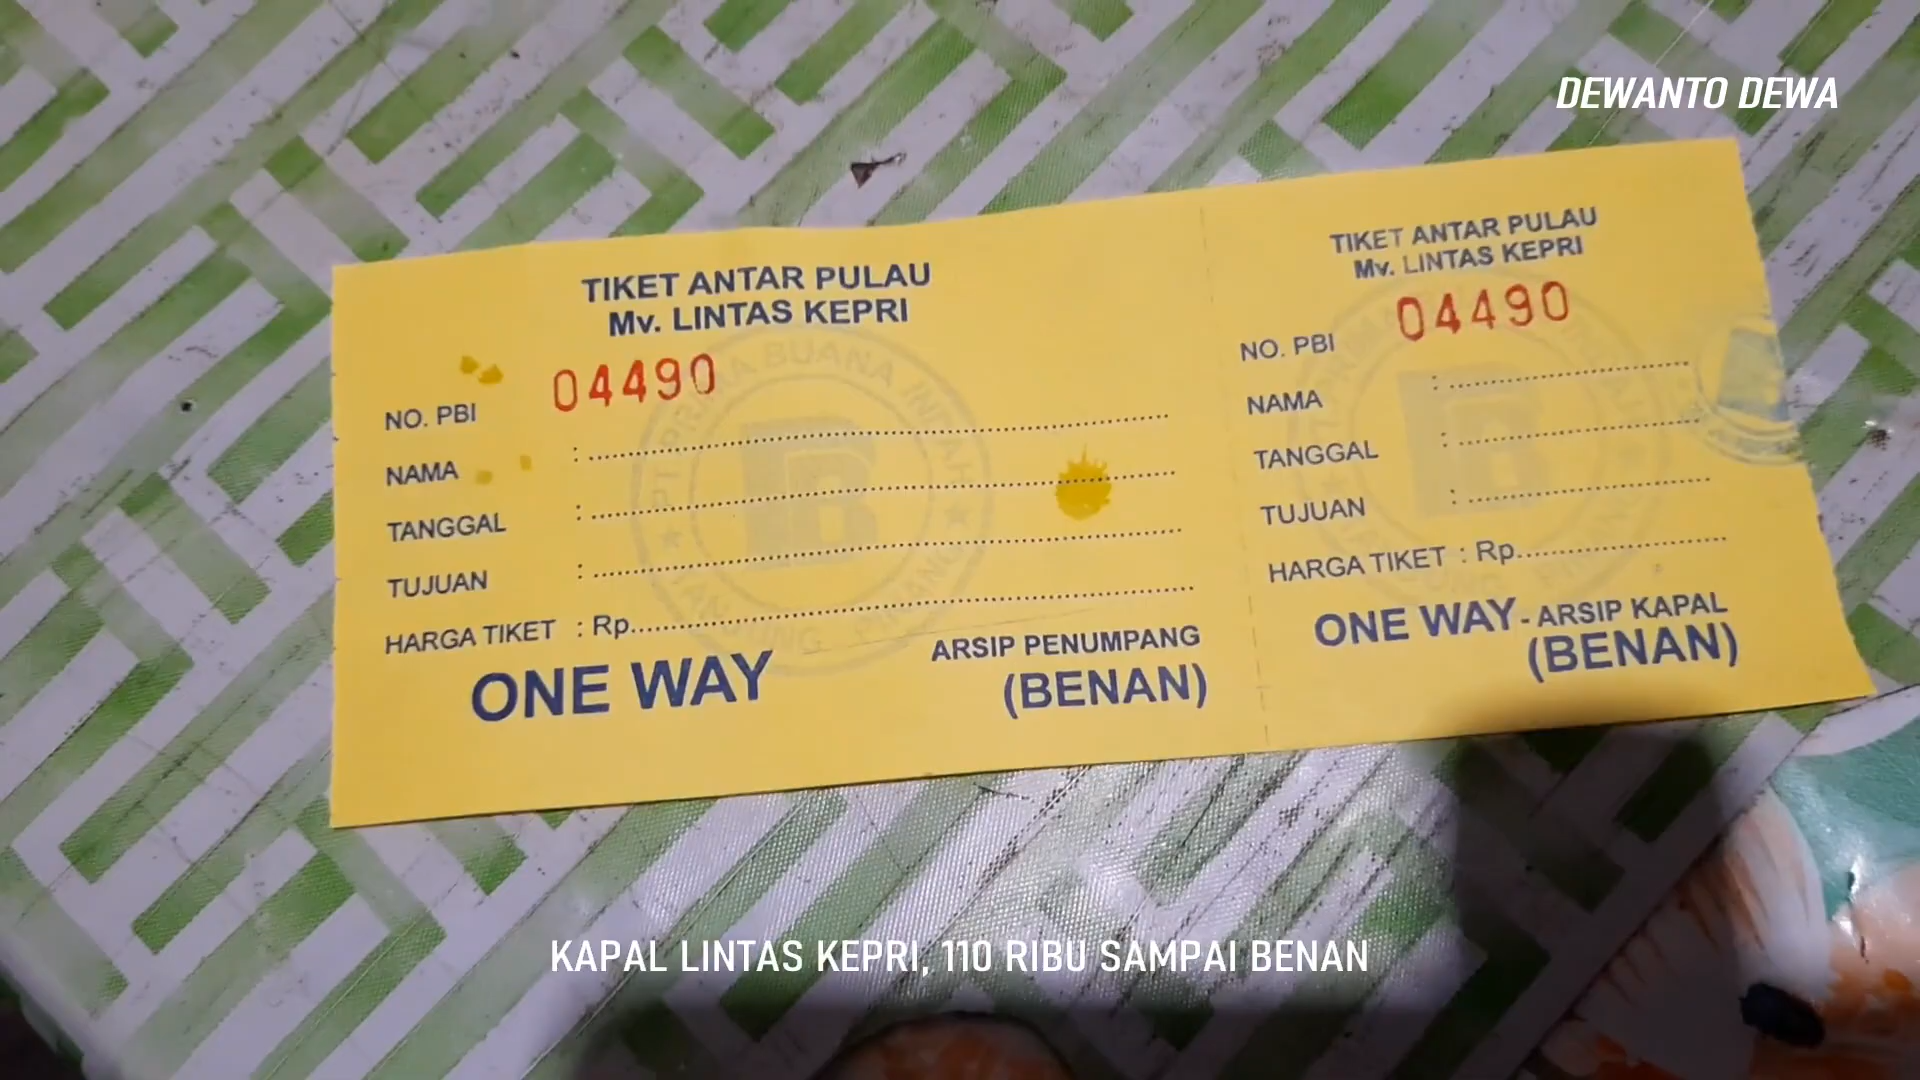 DEWANTO DEWA
TIKET ANTAR PULAU
Mv. LINTAS KEPRI
NO. PBI 04490
NAMA : ....................
TANGGAL : ....................
TUJUAN : ....................
HARGA TIKET : Rp....................
ONE WAY
ARSIP PENUMPANG
(BENAN)
TIKET ANTAR PULAU
Mv. LINTAS KEPRI
NO. PBI 04490
NAMA : ....................
TANGGAL : ....................
TUJUAN : ....................
HARGA TIKET : Rp....................
ONE WAY - ARSIP KAPAL
(BENAN)
KAPAL LINTAS KEPRI, 110 RIBU SAMPAI BENAN